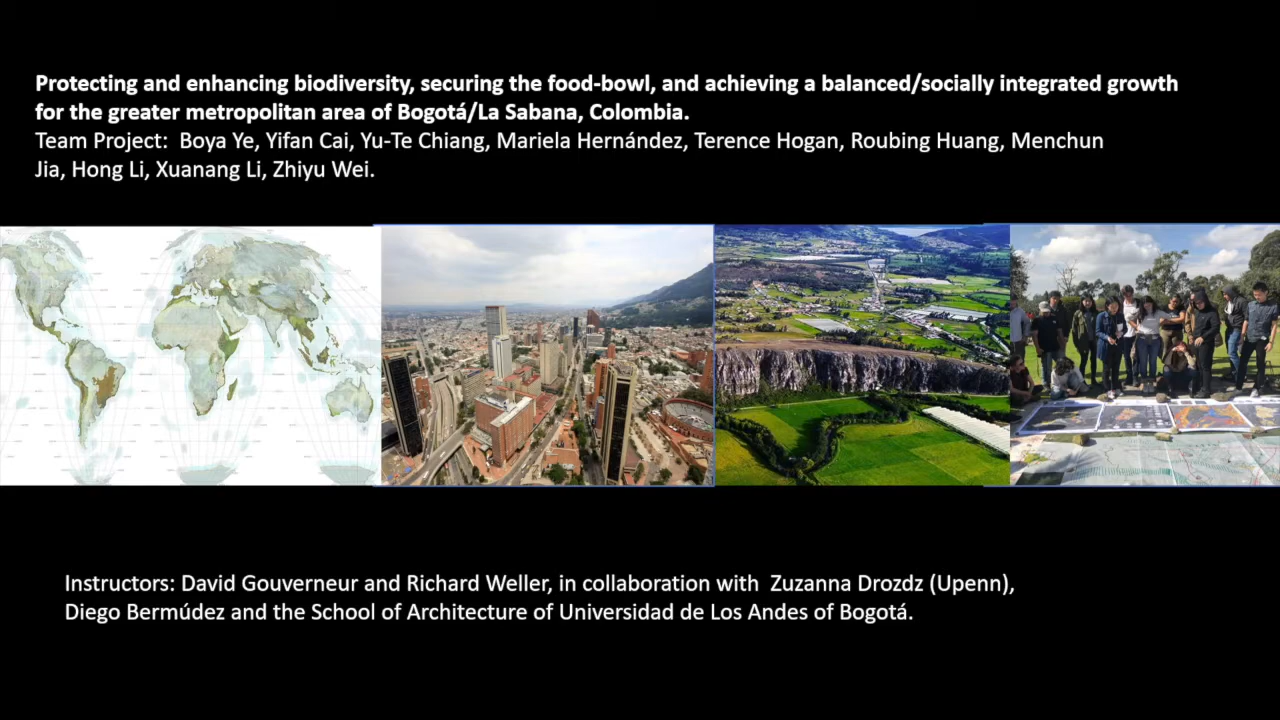 Protecting and enhancing biodiversity, securing the food-bowl, and achieving a balanced/socially integrated growth
for the greater metropolitan area of Bogotá/La Sabana, Colombia.
Team Project:  Boya Ye, Yifan Cai, Yu-Te Chiang, Mariela Hernández, Terence Hogan, Roubing Huang, Menchun
Jia, Hong Li, Xuanang Li, Zhiyu Wei.
Instructors: David Gouverneur and Richard Weller, in collaboration with  Zuzanna Drozdz (Upenn),
Diego Bermúdez and the School of Architecture of Universidad de Los Andes of Bogotá.